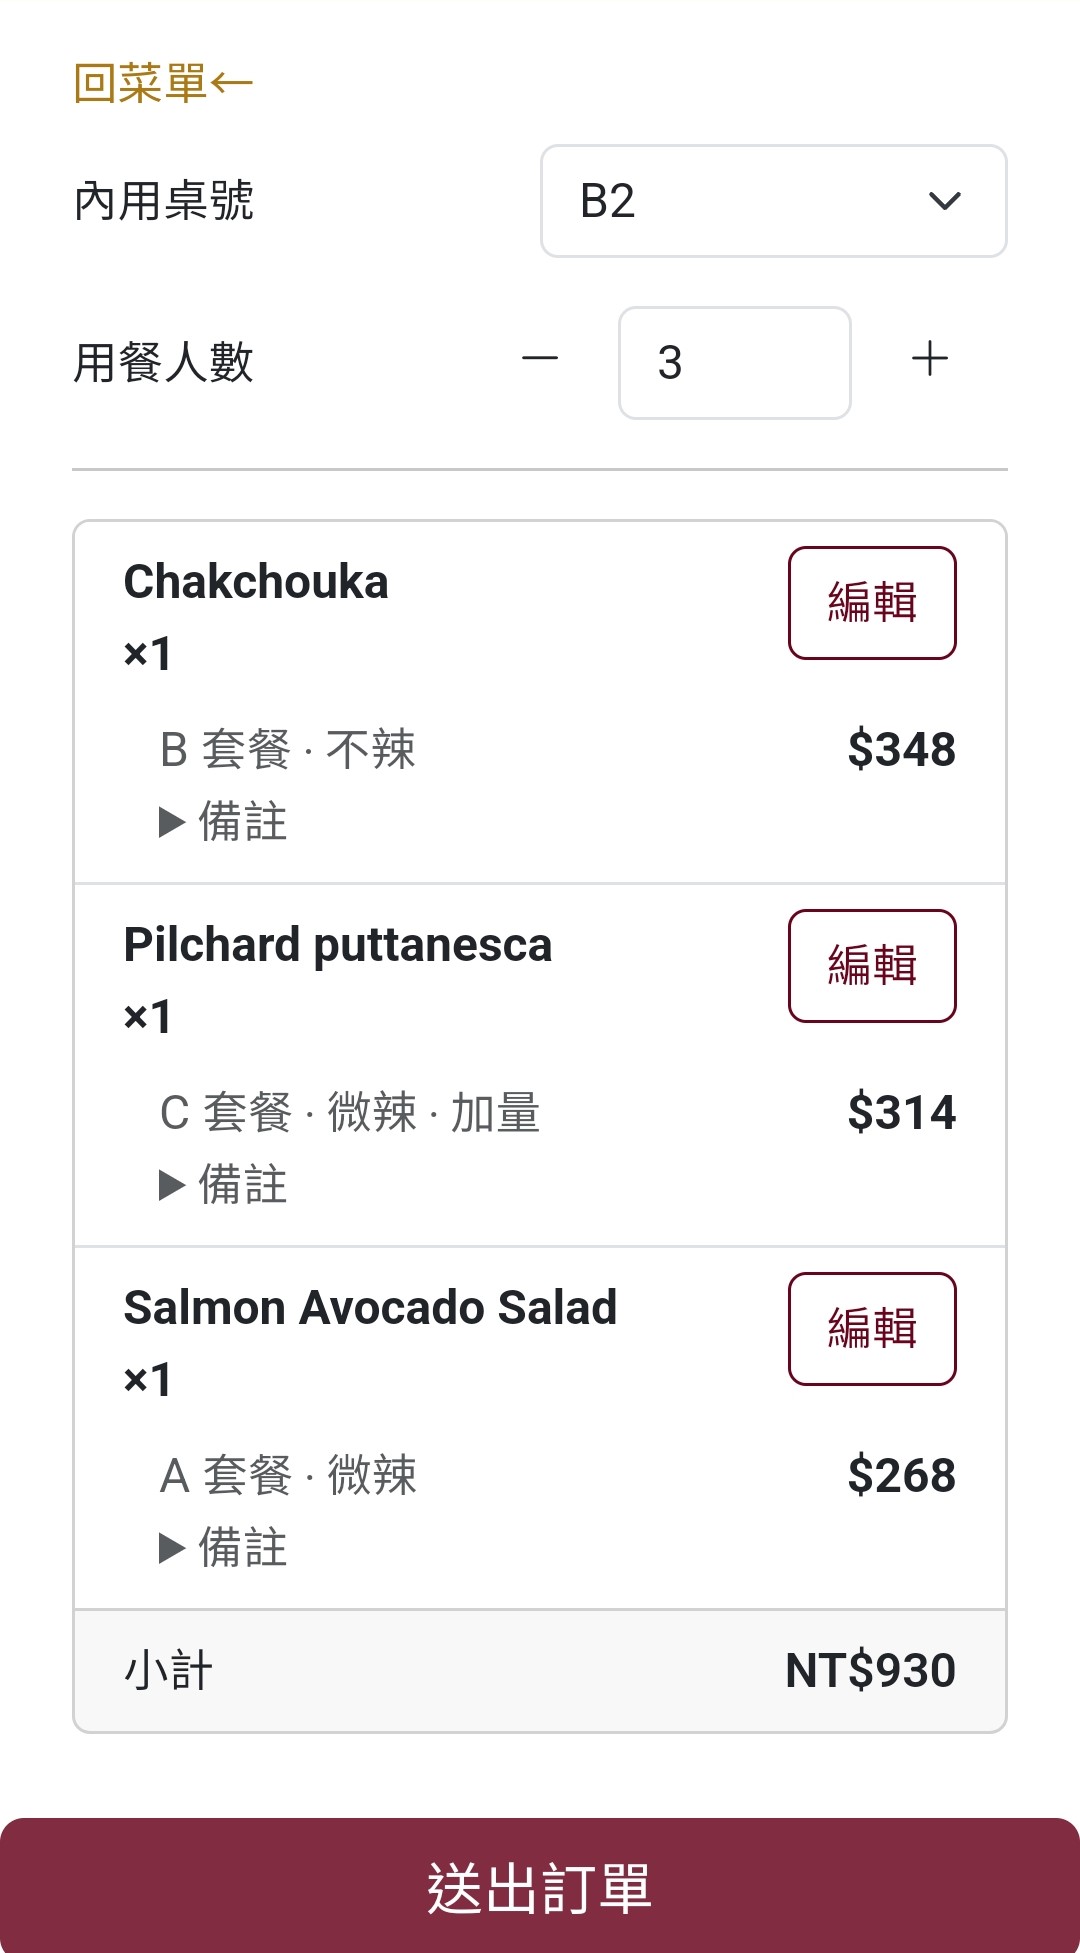 回菜單←
內用桌號 B2
用餐人數 — 3 +
Chakchouka 編輯
×1
B 套餐 · 不辣 $348
▶ 備註
Pilchard puttanesca 編輯
×1
C 套餐 · 微辣 · 加量 $314
▶ 備註
Salmon Avocado Salad 編輯
×1
A 套餐 · 微辣 $268
▶ 備註
小計 NT$930
送出訂單